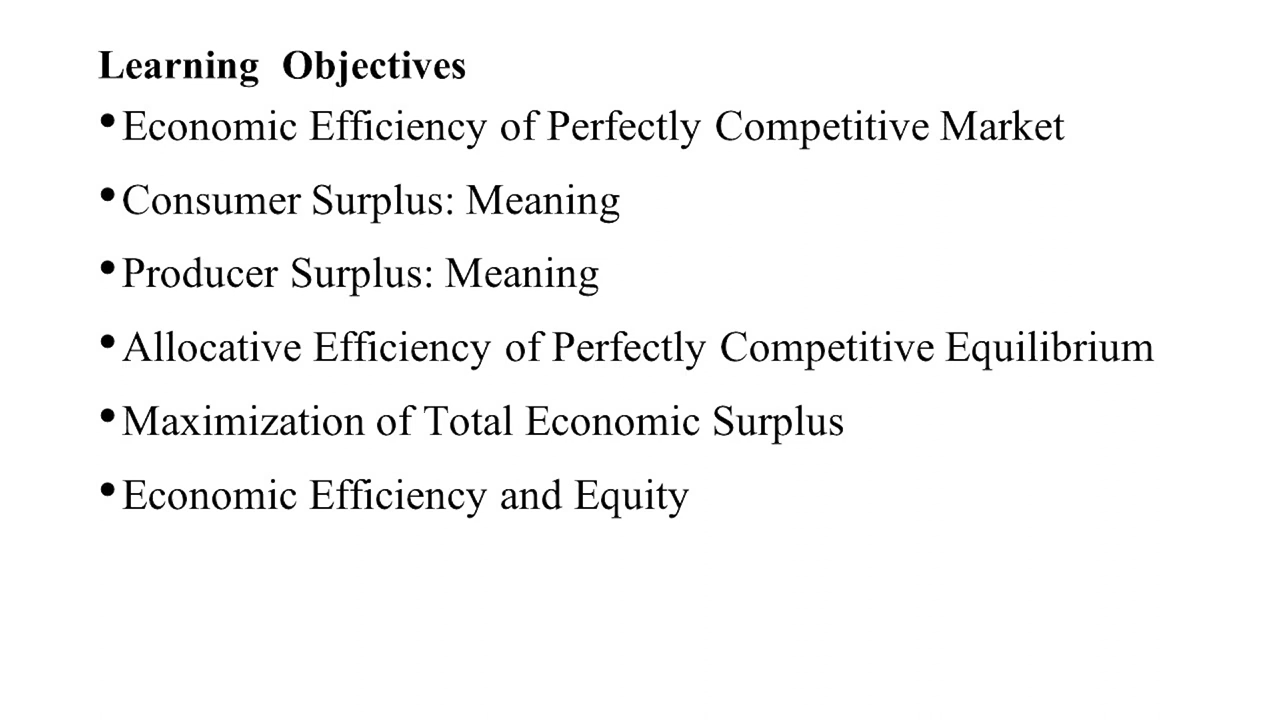 Learning Objectives
•Economic Efficiency of Perfectly Competitive Market
•Consumer Surplus: Meaning
•Producer Surplus: Meaning
•Allocative Efficiency of Perfectly Competitive Equilibrium
•Maximization of Total Economic Surplus
•Economic Efficiency and Equity